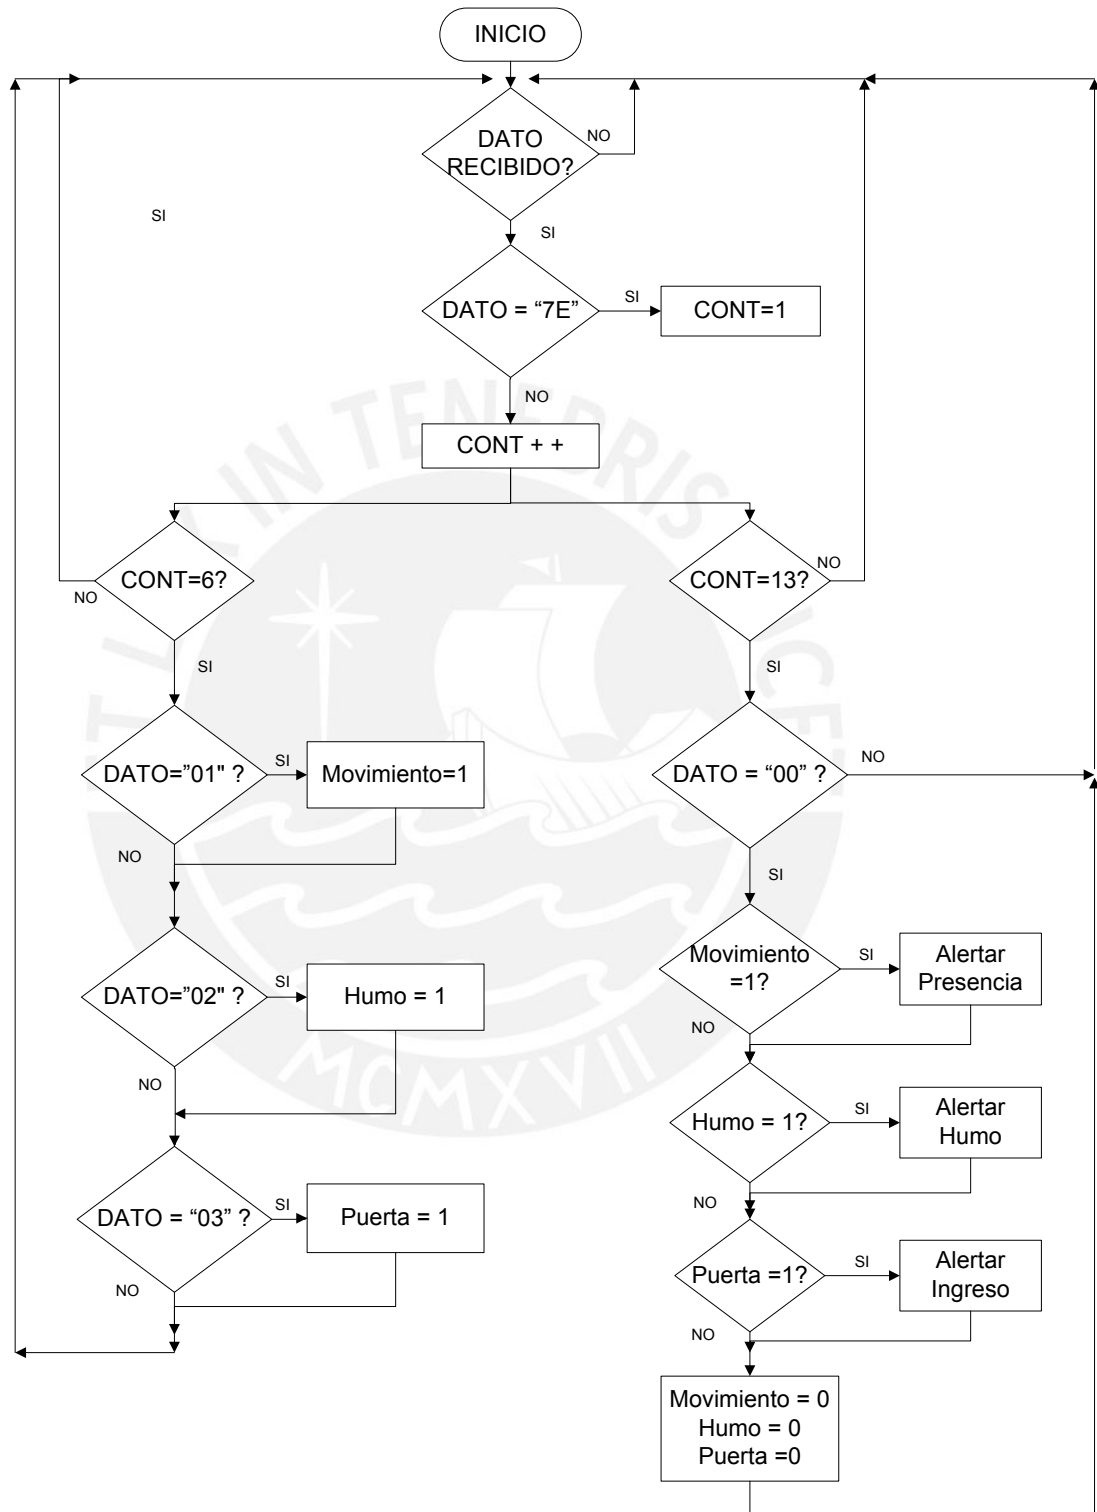 INICIO
DATO
RECIBIDO?
NO
SI
SI
DATO = “7E”
SI
CONT=1
NO
CONT + +
CONT=6?
NO
SI
CONT=13?
NO
SI
DATO=”01" ?
SI
Movimiento=1
NO
DATO = “00” ?
NO
SI
DATO=”02" ?
SI
Humo = 1
NO
Movimiento
=1?
SI
Alertar
Presencia
NO
Humo = 1?
SI
Alertar
Humo
NO
DATO = “03” ?
SI
Puerta = 1
NO
Puerta =1?
SI
Alertar
Ingreso
NO
Movimiento = 0
Humo = 0
Puerta =0
IN TENEBRIS
MCMXVII